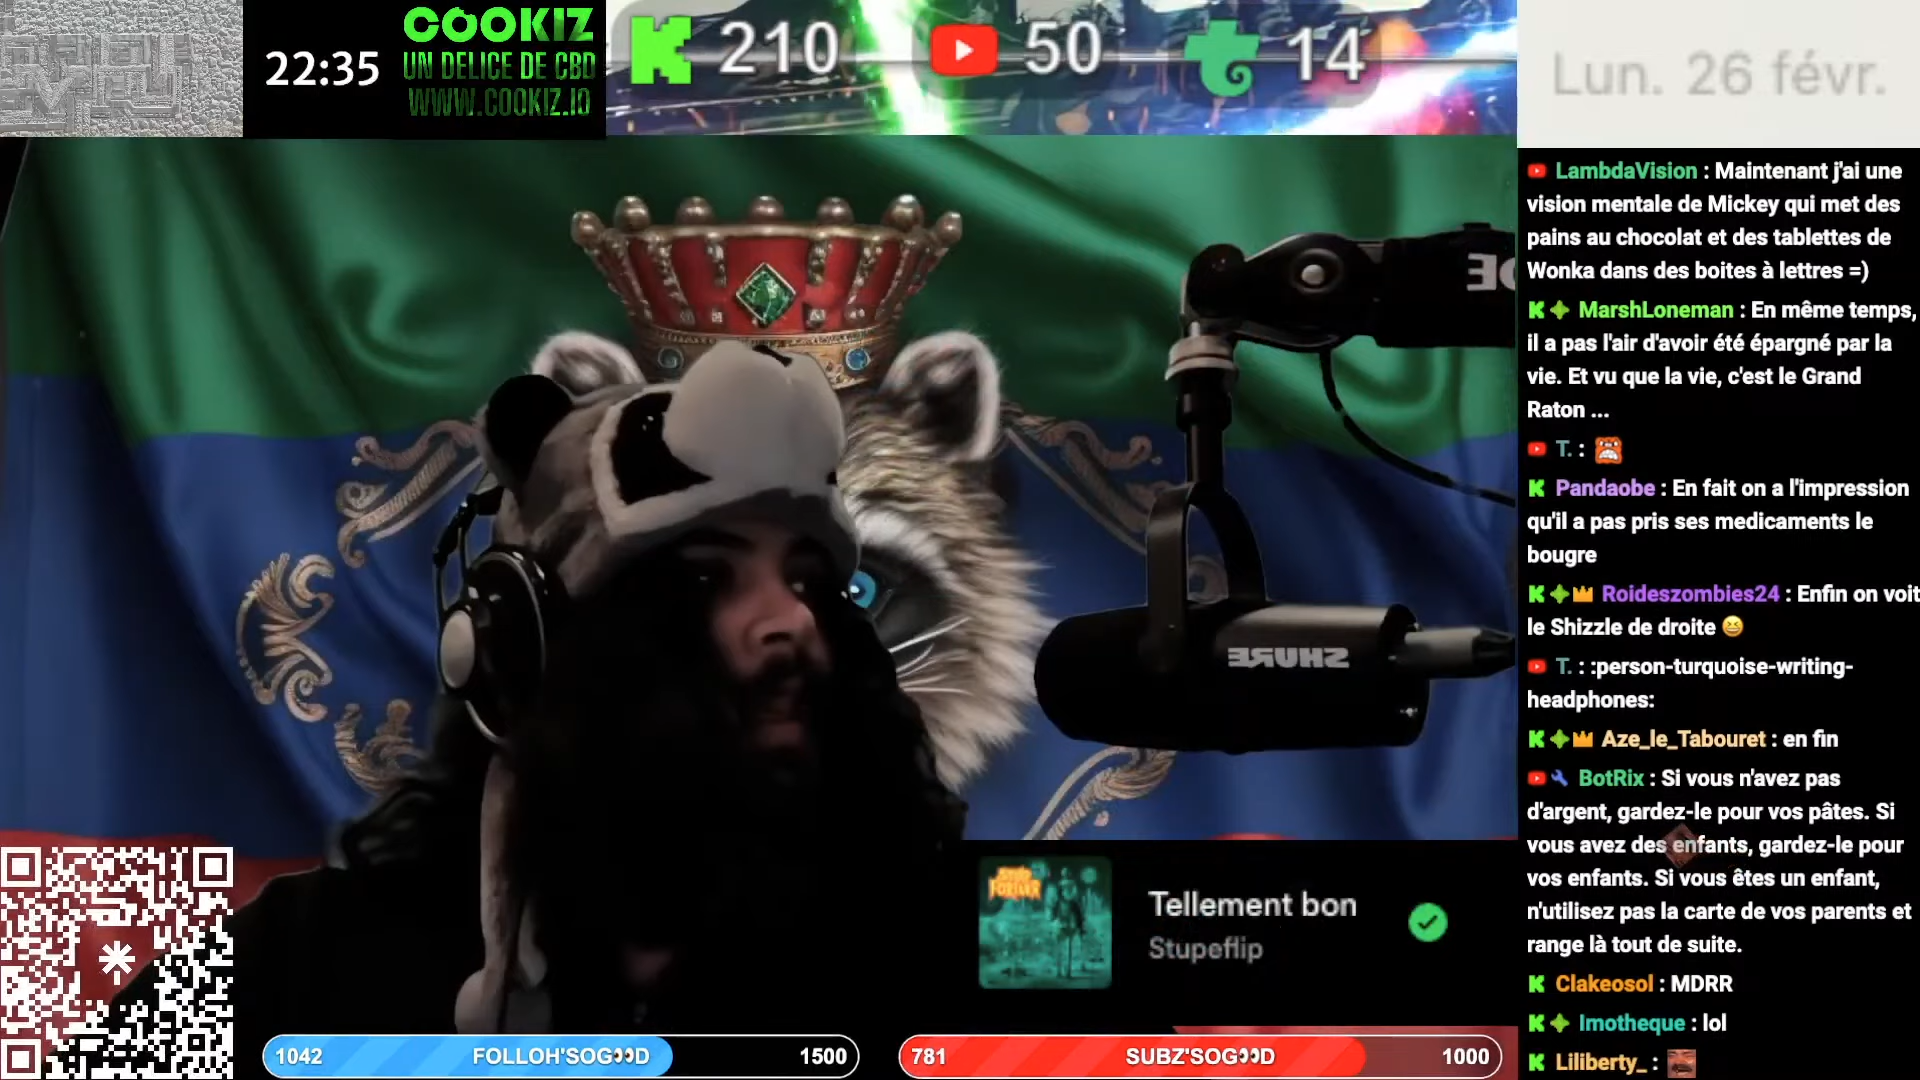 22:35
COOKIZ
UN DELICE DE CBD
WWW.COOKIZ.IO
210
50
14
Lun. 26 févr.
LambdaVision : Maintenant j'ai une
vision mentale de Mickey qui met des
pains au chocolat et des tablettes de
Wonka dans des boites à lettres =)
MarshLoneman : En même temps,
il a pas l'air d'avoir été épargné par la
vie. Et vu que la vie, c'est le Grand
Raton ...
T. :
Pandaobe : En fait on a l'impression
qu'il a pas pris ses medicaments le
bougre
Roideszombies24 : Enfin on voit
le Shizzle de droite 😆
T. : :person-turquoise-writing-
headphones:
Aze_le_Tabouret : en fin
BotRix : Si vous n'avez pas
d'argent, gardez-le pour vos pâtes. Si
vous avez des enfants, gardez-le pour
vos enfants. Si vous êtes un enfant,
n'utilisez pas la carte de vos parents et
range là tout de suite.
Clakeosol : MDRR
Imotheque : lol
Liliberty_ :
SHURE
STUP
FOREVER
Tellement bon
Stupeflip
1042 FOLLOH'SOG👀D 1500
781 SUBZ'SOG👀D 1000